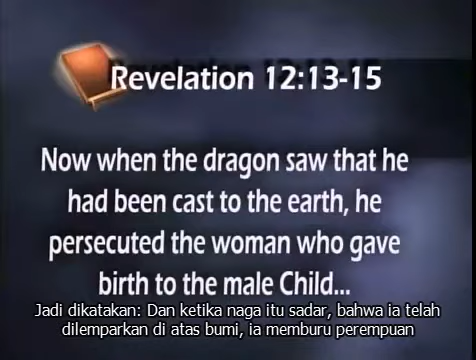 Revelation 12:13-15
Now when the dragon saw that he
had been cast to the earth, he
persecuted the woman who gave
birth to the male Child...
Jadi dikatakan: Dan ketika naga itu sadar, bahwa ia telah
dilemparkan di atas bumi, ia memburu perempuan